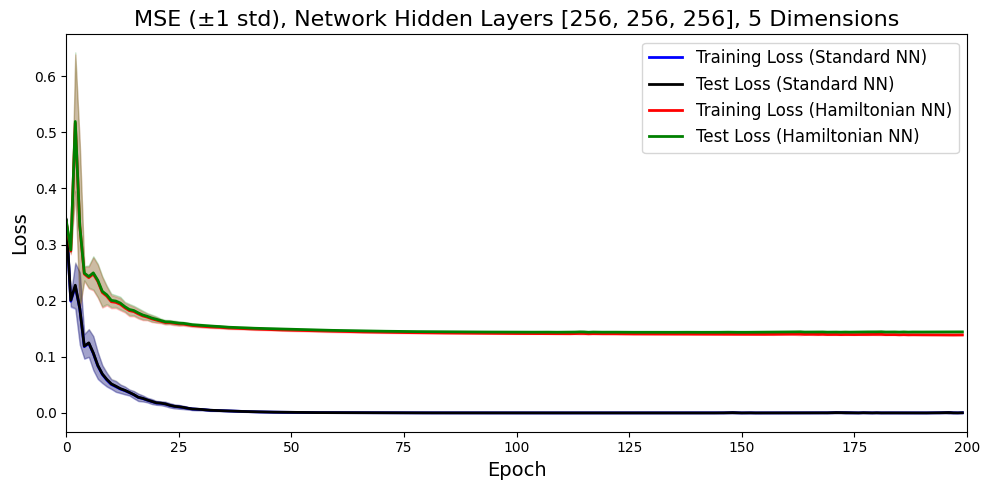 MSE (±1 std), Network Hidden Layers [256, 256, 256], 5 Dimensions
Training Loss (Standard NN)
Test Loss (Standard NN)
Training Loss (Hamiltonian NN)
Test Loss (Hamiltonian NN)
Loss
0.6
0.5
0.4
0.3
0.2
0.1
0.0
0 25 50 75 100 125 150 175 200
Epoch